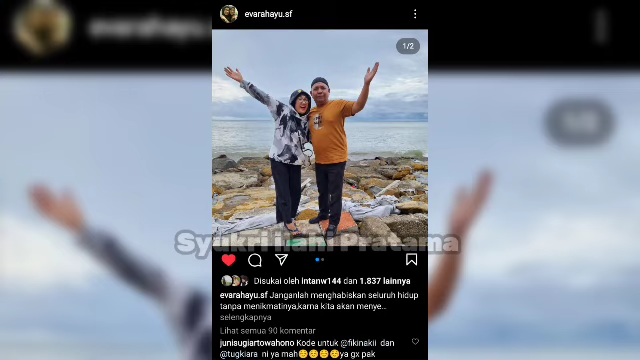 evarahayu.sf
1/2
Syukri ilahi Pratama
Disukai oleh intanw144 dan 1.837 lainnya
evarahayu.sf Janganlah menghabiskan seluruh hidup
tanpa menikmatinya,karna kita akan menye...
selengkapnya
Lihat semua 90 komentar
junisugiartowahono Kode untuk @fikinakii dan
@tugkiara ni ya mah😊😊😊😊ya gx pak